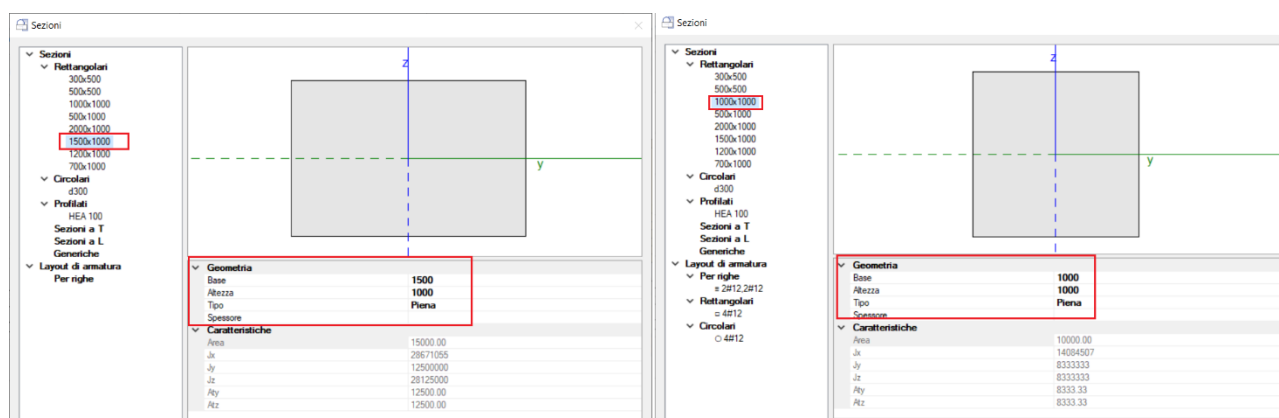 Sezioni
Sezioni
Rettangolari
300x500
500x500
1000x1000
500x1000
2000x1000
1500x1000
1200x1000
700x1000
Circolari
d300
Profilati
HEA 100
Sezioni a T
Sezioni a L
Generiche
Layout di armatura
Per righe
z
y
Geometria
Base 1500
Altezza 1000
Tipo Piena
Spessore
Caratteristiche
Area 15000.00
Jx 28671055
Jy 12500000
Jz 28125000
Aty 12500.00
Atz 12500.00
Sezioni
Sezioni
Rettangolari
300x500
500x500
1000x1000
500x1000
2000x1000
1500x1000
1200x1000
700x1000
Circolari
d300
Profilati
HEA 100
Sezioni a T
Sezioni a L
Generiche
Layout di armatura
Per righe
2#12,2#12
Rettangolari
4#12
Circolari
4#12
z
y
Geometria
Base 1000
Altezza 1000
Tipo Piena
Spessore
Caratteristiche
Area 10000.00
Jx 14084507
Jy 8333333
Jz 8333333
Aty 8333.33
Atz 8333.33